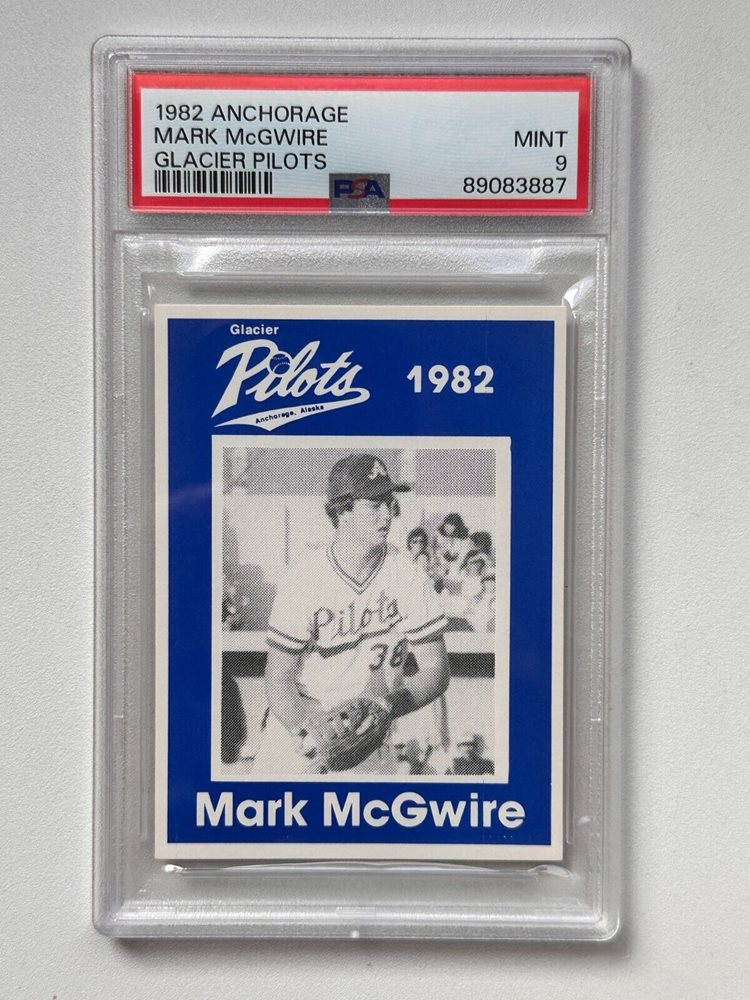 1982 ANCHORAGE
MARK McGWIRE MINT
GLACIER PILOTS 9
PSA 89083887
Glacier
Pilots 1982
Anchorage, Alaska
A
Pilots
38
Mark McGwire